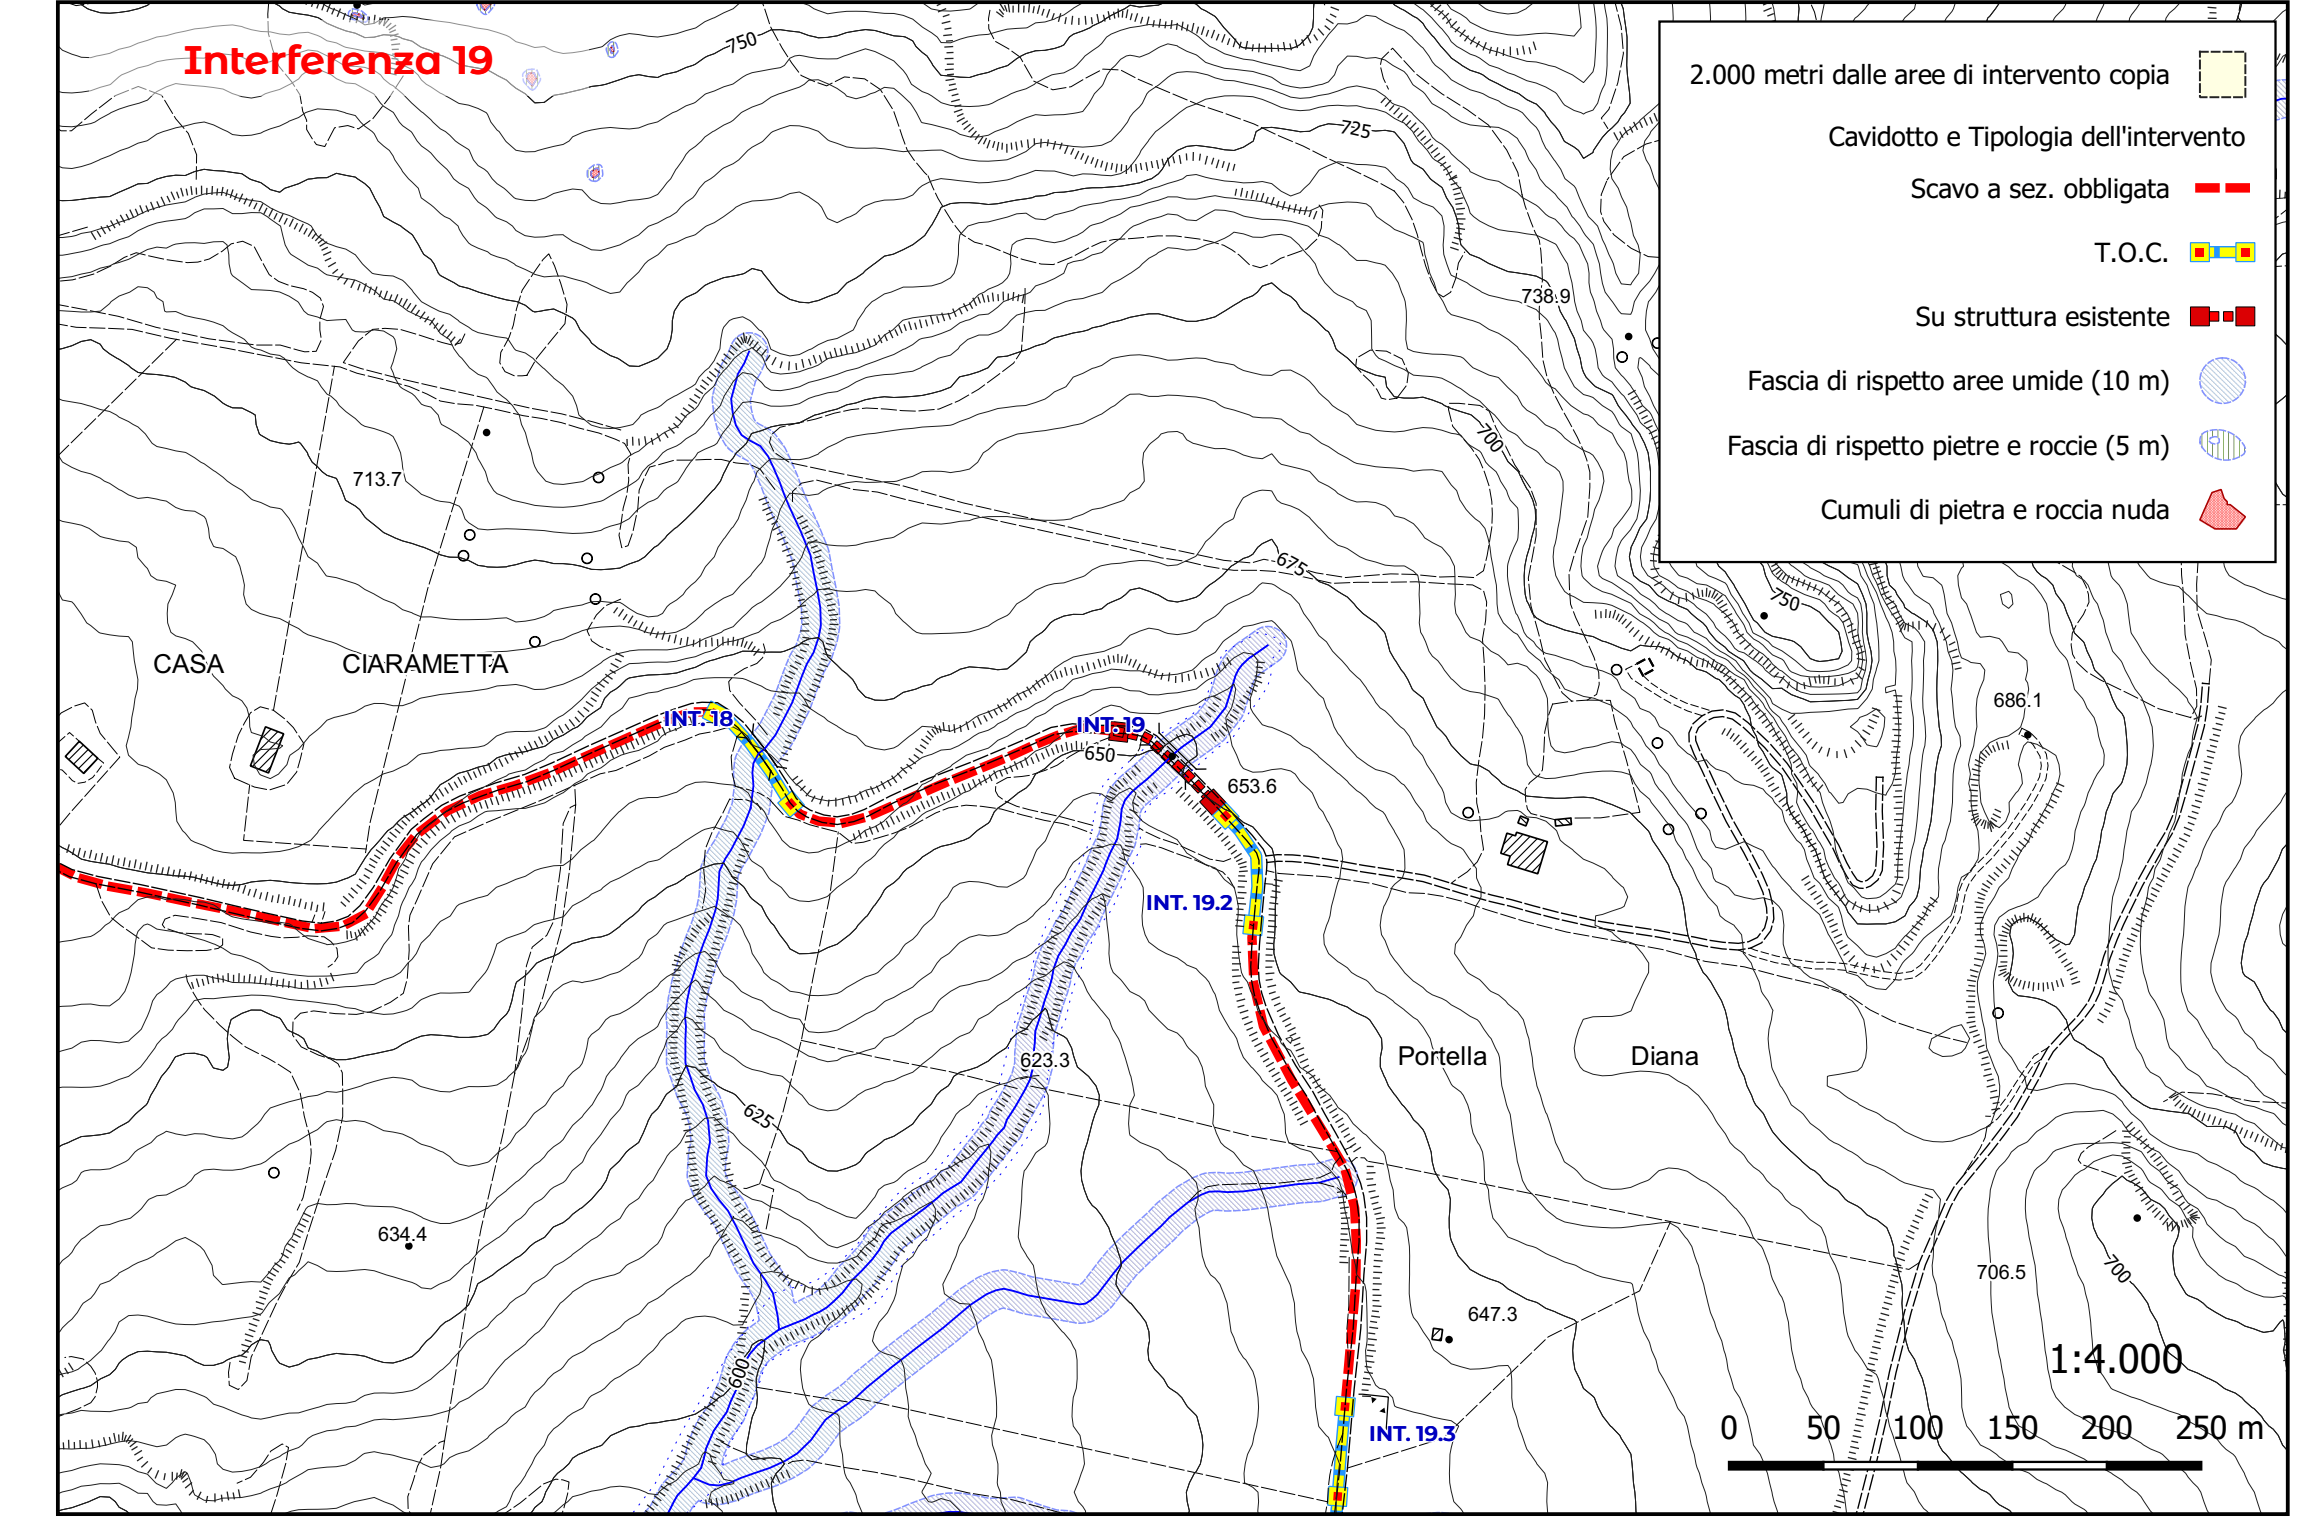 Interferenza 19
750
725
738.9
700
713.7
675
750
CASA
CIARAMETTA
686.1
INT. 18
INT. 19
650
653.6
INT. 19.2
623.3
Portella
Diana
625
634.4
706.5
700
647.3
600
INT. 19.3
2.000 metri dalle aree di intervento copia
Cavidotto e Tipologia dell'intervento
Scavo a sez. obbligata
T.O.C.
Su struttura esistente
Fascia di rispetto aree umide (10 m)
Fascia di rispetto pietre e roccie (5 m)
Cumuli di pietra e roccia nuda
1:4.000
0 50 100 150 200 250 m